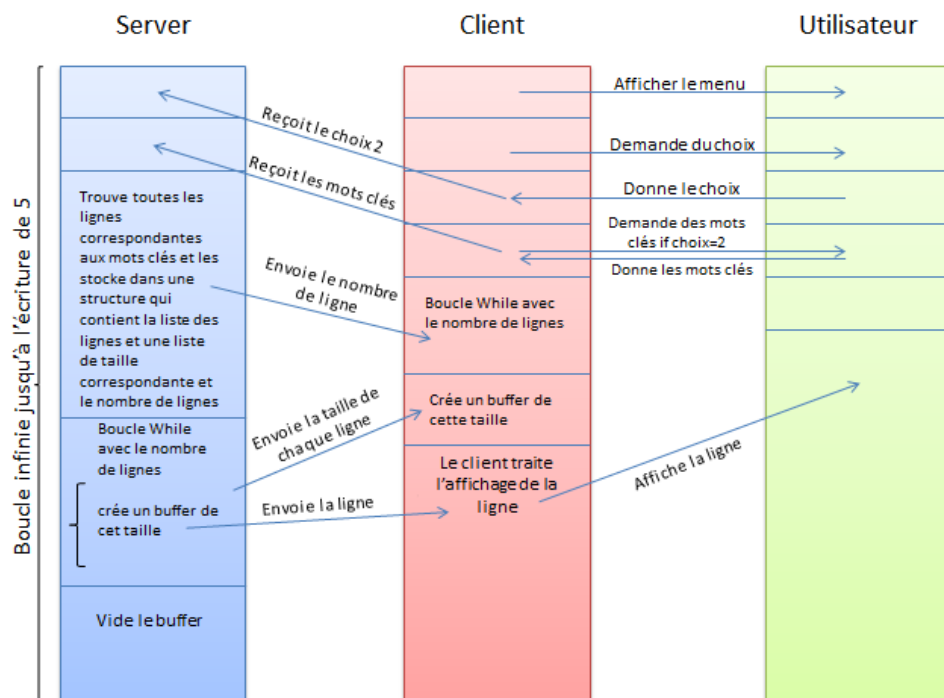 Server
Client
Utilisateur
Boucle infinie jusqu'à l'écriture de 5
Afficher le menu
Reçoit le choix 2
Demande du choix
Reçoit les mots clés
Donne le choix
Demande des mots
clés if choix=2
Donne les mots clés
Trouve toutes les
lignes
correspondantes
aux mots clés et les
stocke dans une
structure qui
contient la liste des
lignes et une liste
de taille
correspondante et
le nombre de lignes
Envoie le nombre
de ligne
Boucle While avec
le nombre de lignes
Boucle While
avec le nombre
de lignes
Envoie la taille de
chaque ligne
Crée un buffer de
cette taille
crée un buffer de
cet taille
Envoie la ligne
Le client traite
l'affichage de la
ligne
Affiche la ligne
Vide le buffer